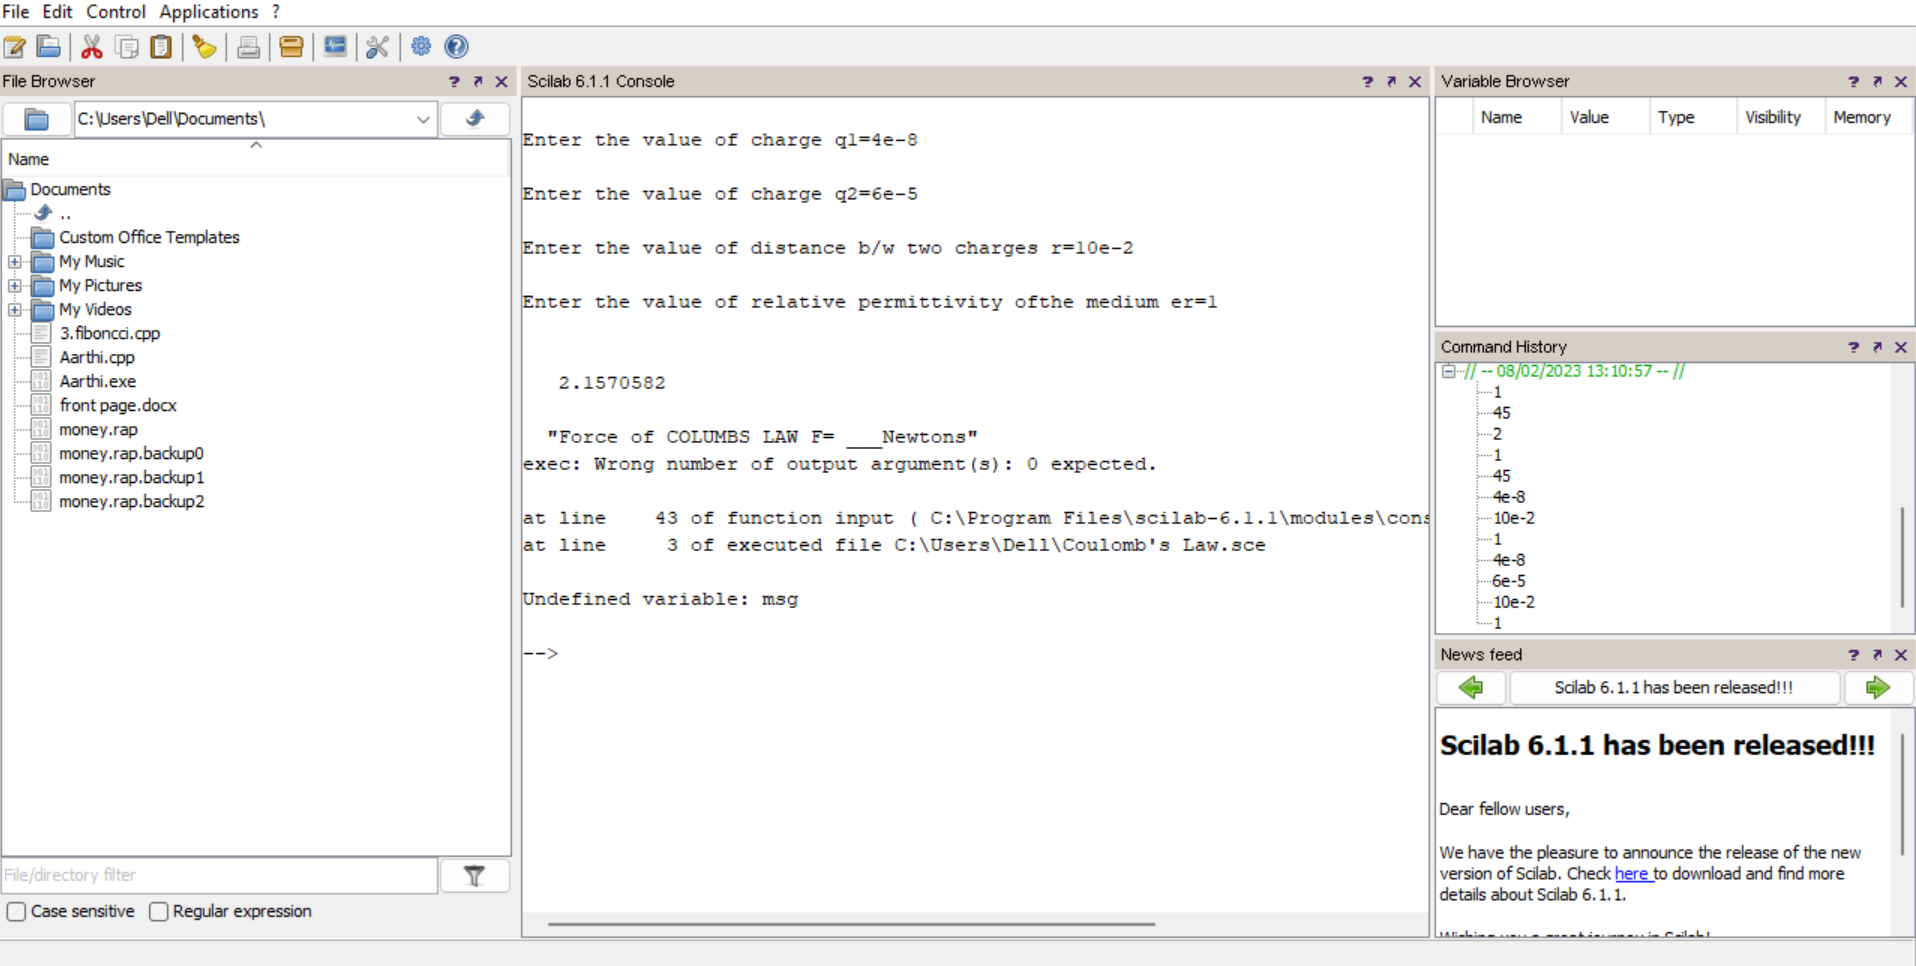 File Edit Control Applications ?
File Browser
C:\Users\Dell\Documents\
Name
Documents
..
Custom Office Templates
My Music
My Pictures
My Videos
3.fiboncci.cpp
Aarthi.cpp
Aarthi.exe
front page.docx
money.rap
money.rap.backup0
money.rap.backup1
money.rap.backup2
File/directory filter
Case sensitive Regular expression
Scilab 6.1.1 Console
Enter the value of charge q1=4e-8
Enter the value of charge q2=6e-5
Enter the value of distance b/w two charges r=10e-2
Enter the value of relative permittivity ofthe medium er=1
2.1570582
"Force of COLUMBS LAW F= ___Newtons"
exec: Wrong number of output argument(s): 0 expected.
at line 43 of function input ( C:\Program Files\scilab-6.1.1\modules\cons
at line 3 of executed file C:\Users\Dell\Coulomb's Law.sce
Undefined variable: msg
-->
Variable Browser
Name Value Type Visibility Memory
Command History
// -- 08/02/2023 13:10:57 -- //
1
45
2
1
45
4e-8
10e-2
1
4e-8
6e-5
10e-2
1
News feed
Scilab 6.1.1 has been released!!!
Scilab 6.1.1 has been released!!!
Dear fellow users,
We have the pleasure to announce the release of the new
version of Scilab. Check here to download and find more
details about Scilab 6.1.1.